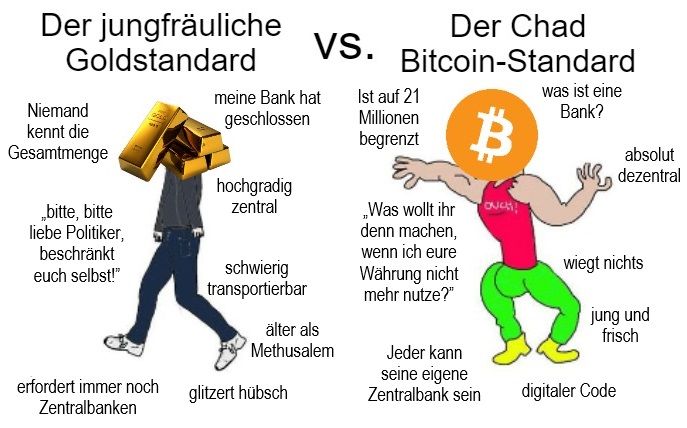 Der jungfräuliche
Goldstandard
vs.
Der Chad
Bitcoin-Standard
Niemand
kennt die
Gesamtmenge
meine Bank hat
geschlossen
hochgradig
zentral
„bitte, bitte
liebe Politiker,
beschränkt
euch selbst!”
schwierig
transportierbar
älter als
Methusalem
erfordert immer noch
Zentralbanken
glitzert hübsch
Ist auf 21
Millionen
begrenzt
was ist eine
Bank?
absolut
dezentral
OUCH!
„Was wollt ihr
denn machen,
wenn ich eure
Währung nicht
mehr nutze?”
wiegt nichts
jung und
frisch
Jeder kann
seine eigene
Zentralbank sein
digitaler Code